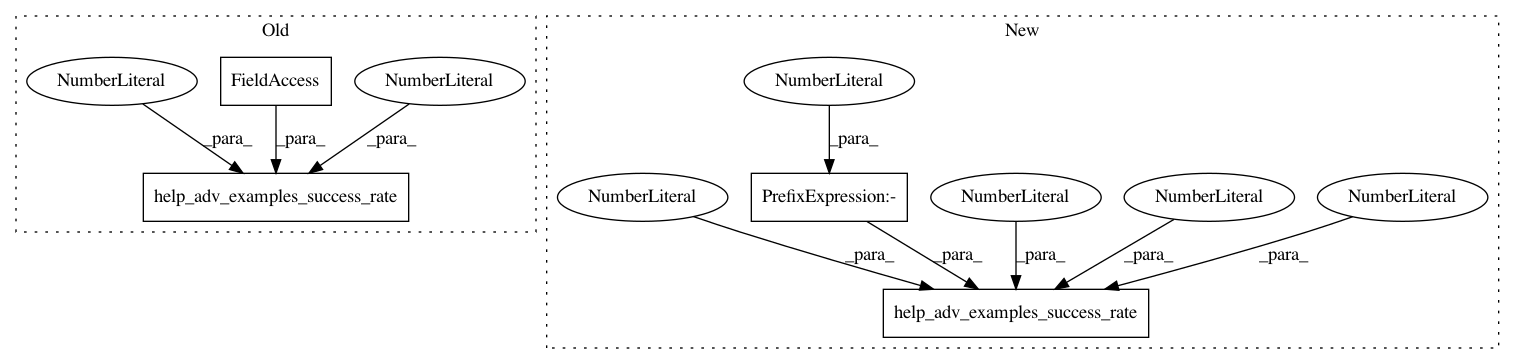 Old
New
NumberLiteral
FieldAccess
NumberLiteral
NumberLiteral
_para_
_para_
_para_
_para_
help_adv_examples_success_rate
NumberLiteral
PrefixExpression:-
NumberLiteral
NumberLiteral
NumberLiteral
_para_
_para_
_para_
_para_
_para_
help_adv_examples_success_rate